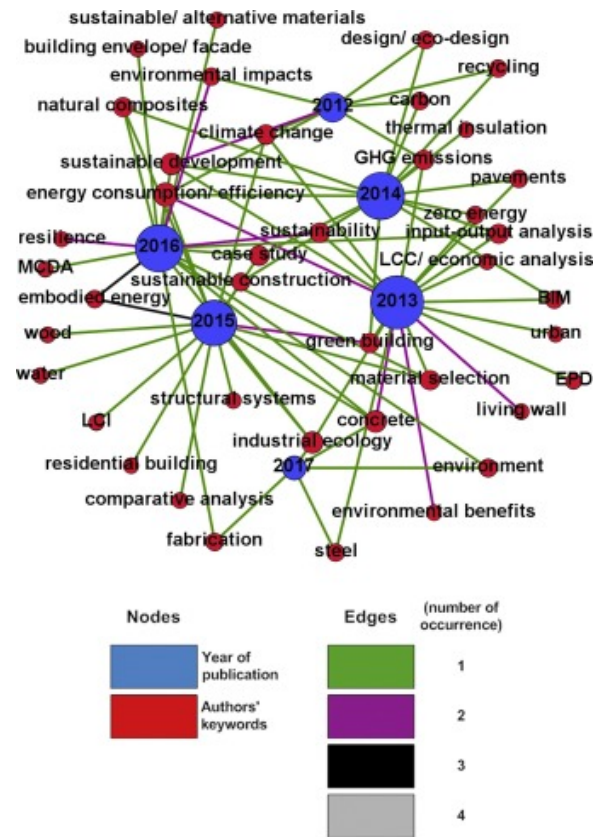 sustainable/ alternative materials
design/ eco-design
building envelope/ facade
recycling
environmental impacts
natural composites
2012
carbon
climate change
thermal insulation
sustainable development
GHG emissions
energy consumption/ efficiency
2014
pavements
zero energy
resilience
sustainability
input-output analysis
2016
case study
LCC/ economic analysis
MCDA
sustainable construction
embodied energy
2013
BIM
wood
2015
green building
urban
water
material selection
EPD
structural systems
living wall
LCI
concrete
industrial ecology
residential building
2017
environment
comparative analysis
environmental benefits
fabrication
steel
Nodes
Edges
(number of
occurrence)
Year of
publication
1
Authors'
keywords
2
3
4